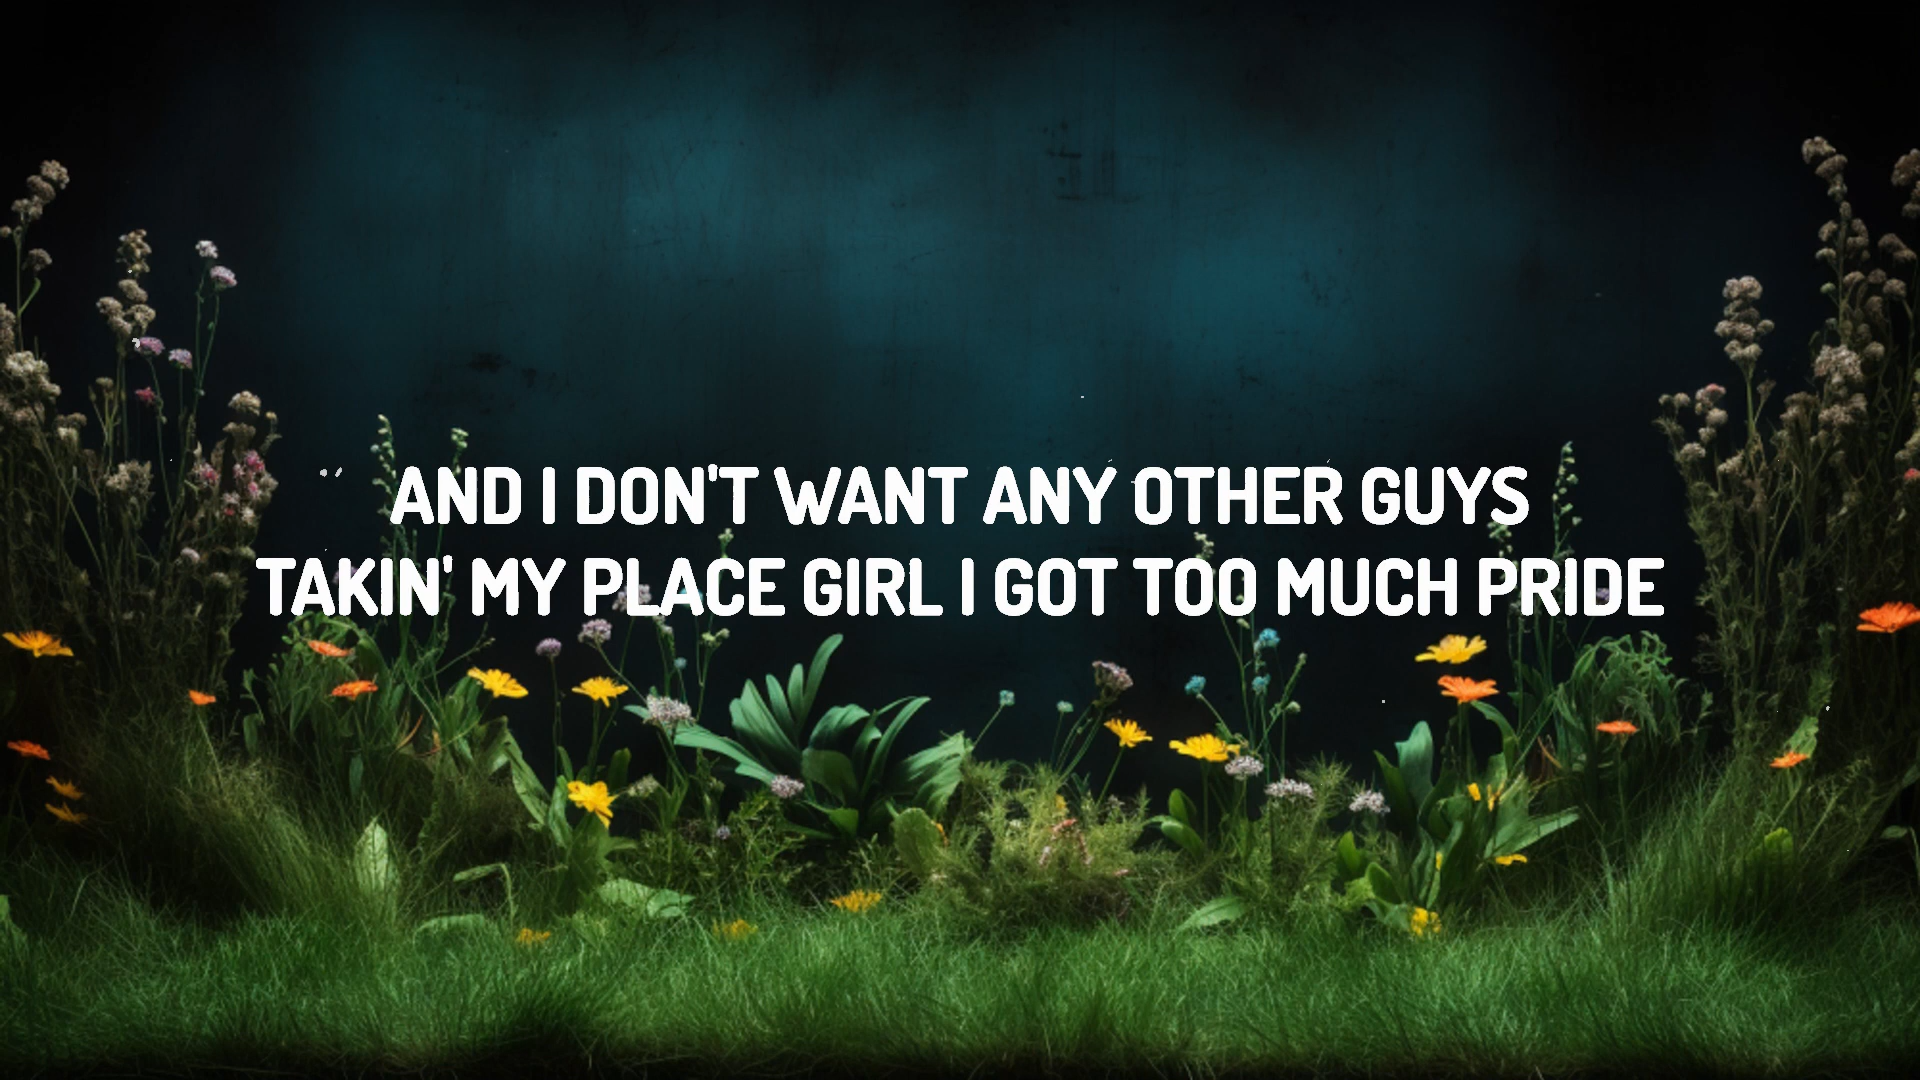 AND I DON'T WANT ANY OTHER GUYS
TAKIN' MY PLACE GIRL I GOT TOO MUCH PRIDE